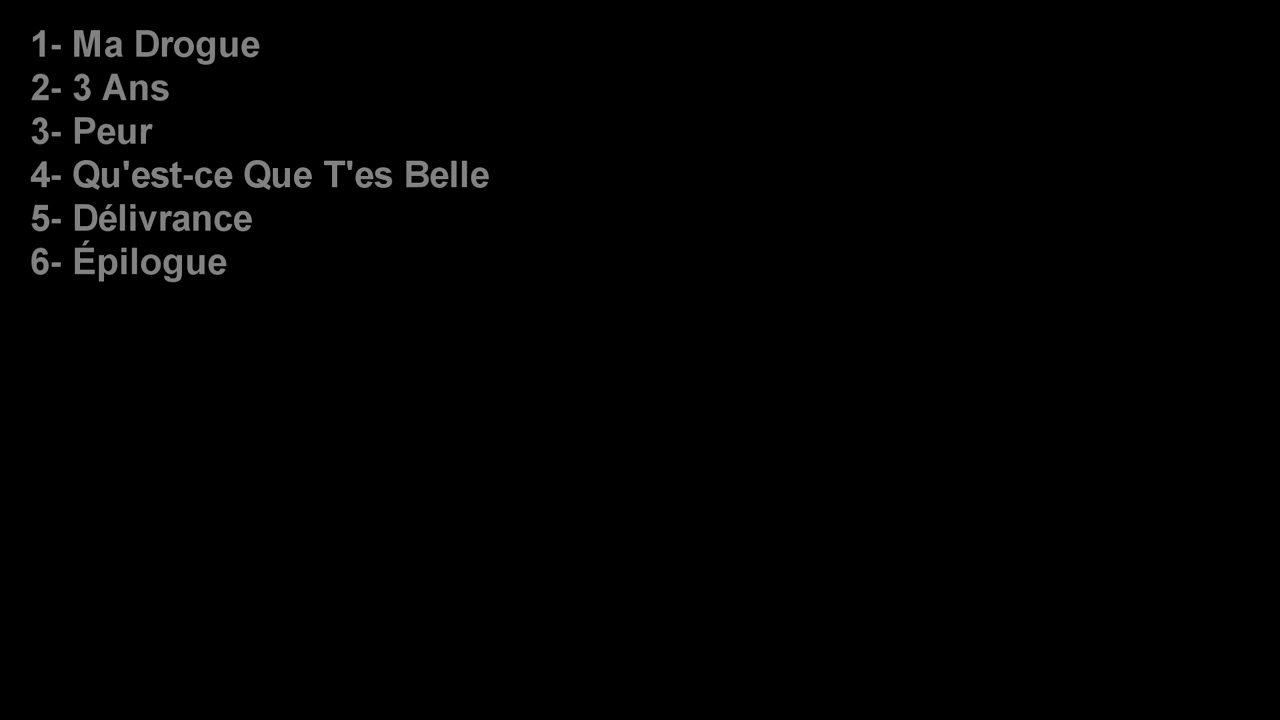 1- Ma Drogue
2- 3 Ans
3- Peur
4- Qu'est-ce Que T'es Belle
5- Délivrance
6- Épilogue